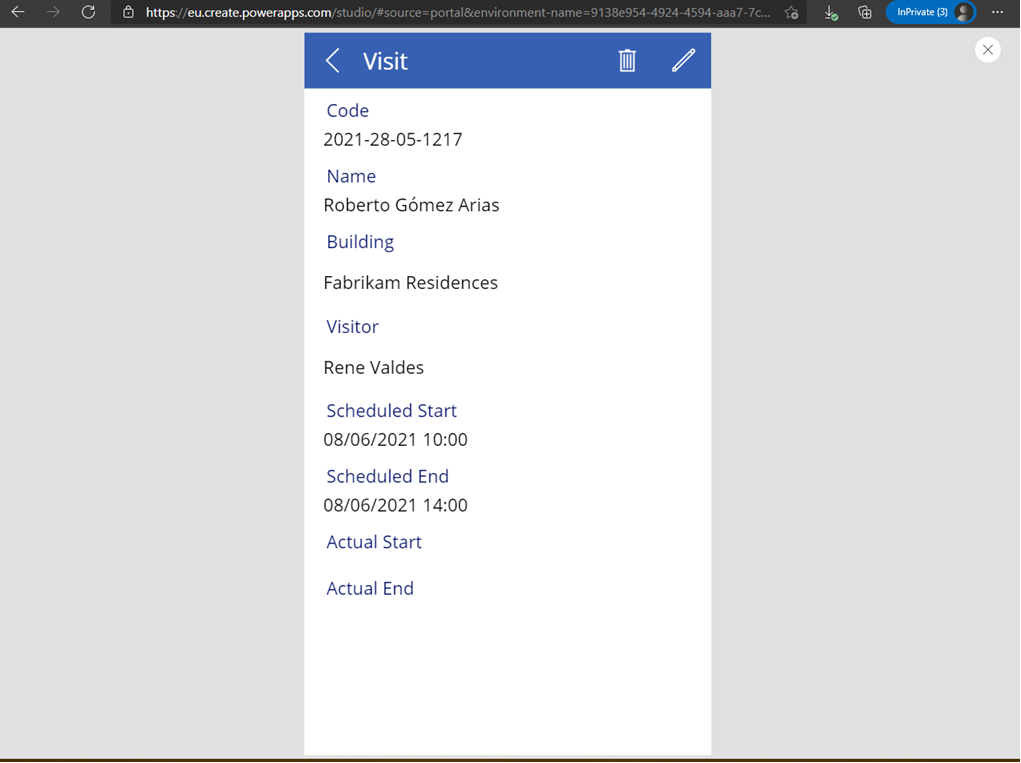 https://eu.create.powerapps.com/studio/#source=portal&environment-name=9138e954-4924-4594-aaa7-7c...
InPrivate (3)
Visit
Code
2021-28-05-1217
Name
Roberto Gómez Arias
Building
Fabrikam Residences
Visitor
Rene Valdes
Scheduled Start
08/06/2021 10:00
Scheduled End
08/06/2021 14:00
Actual Start
Actual End